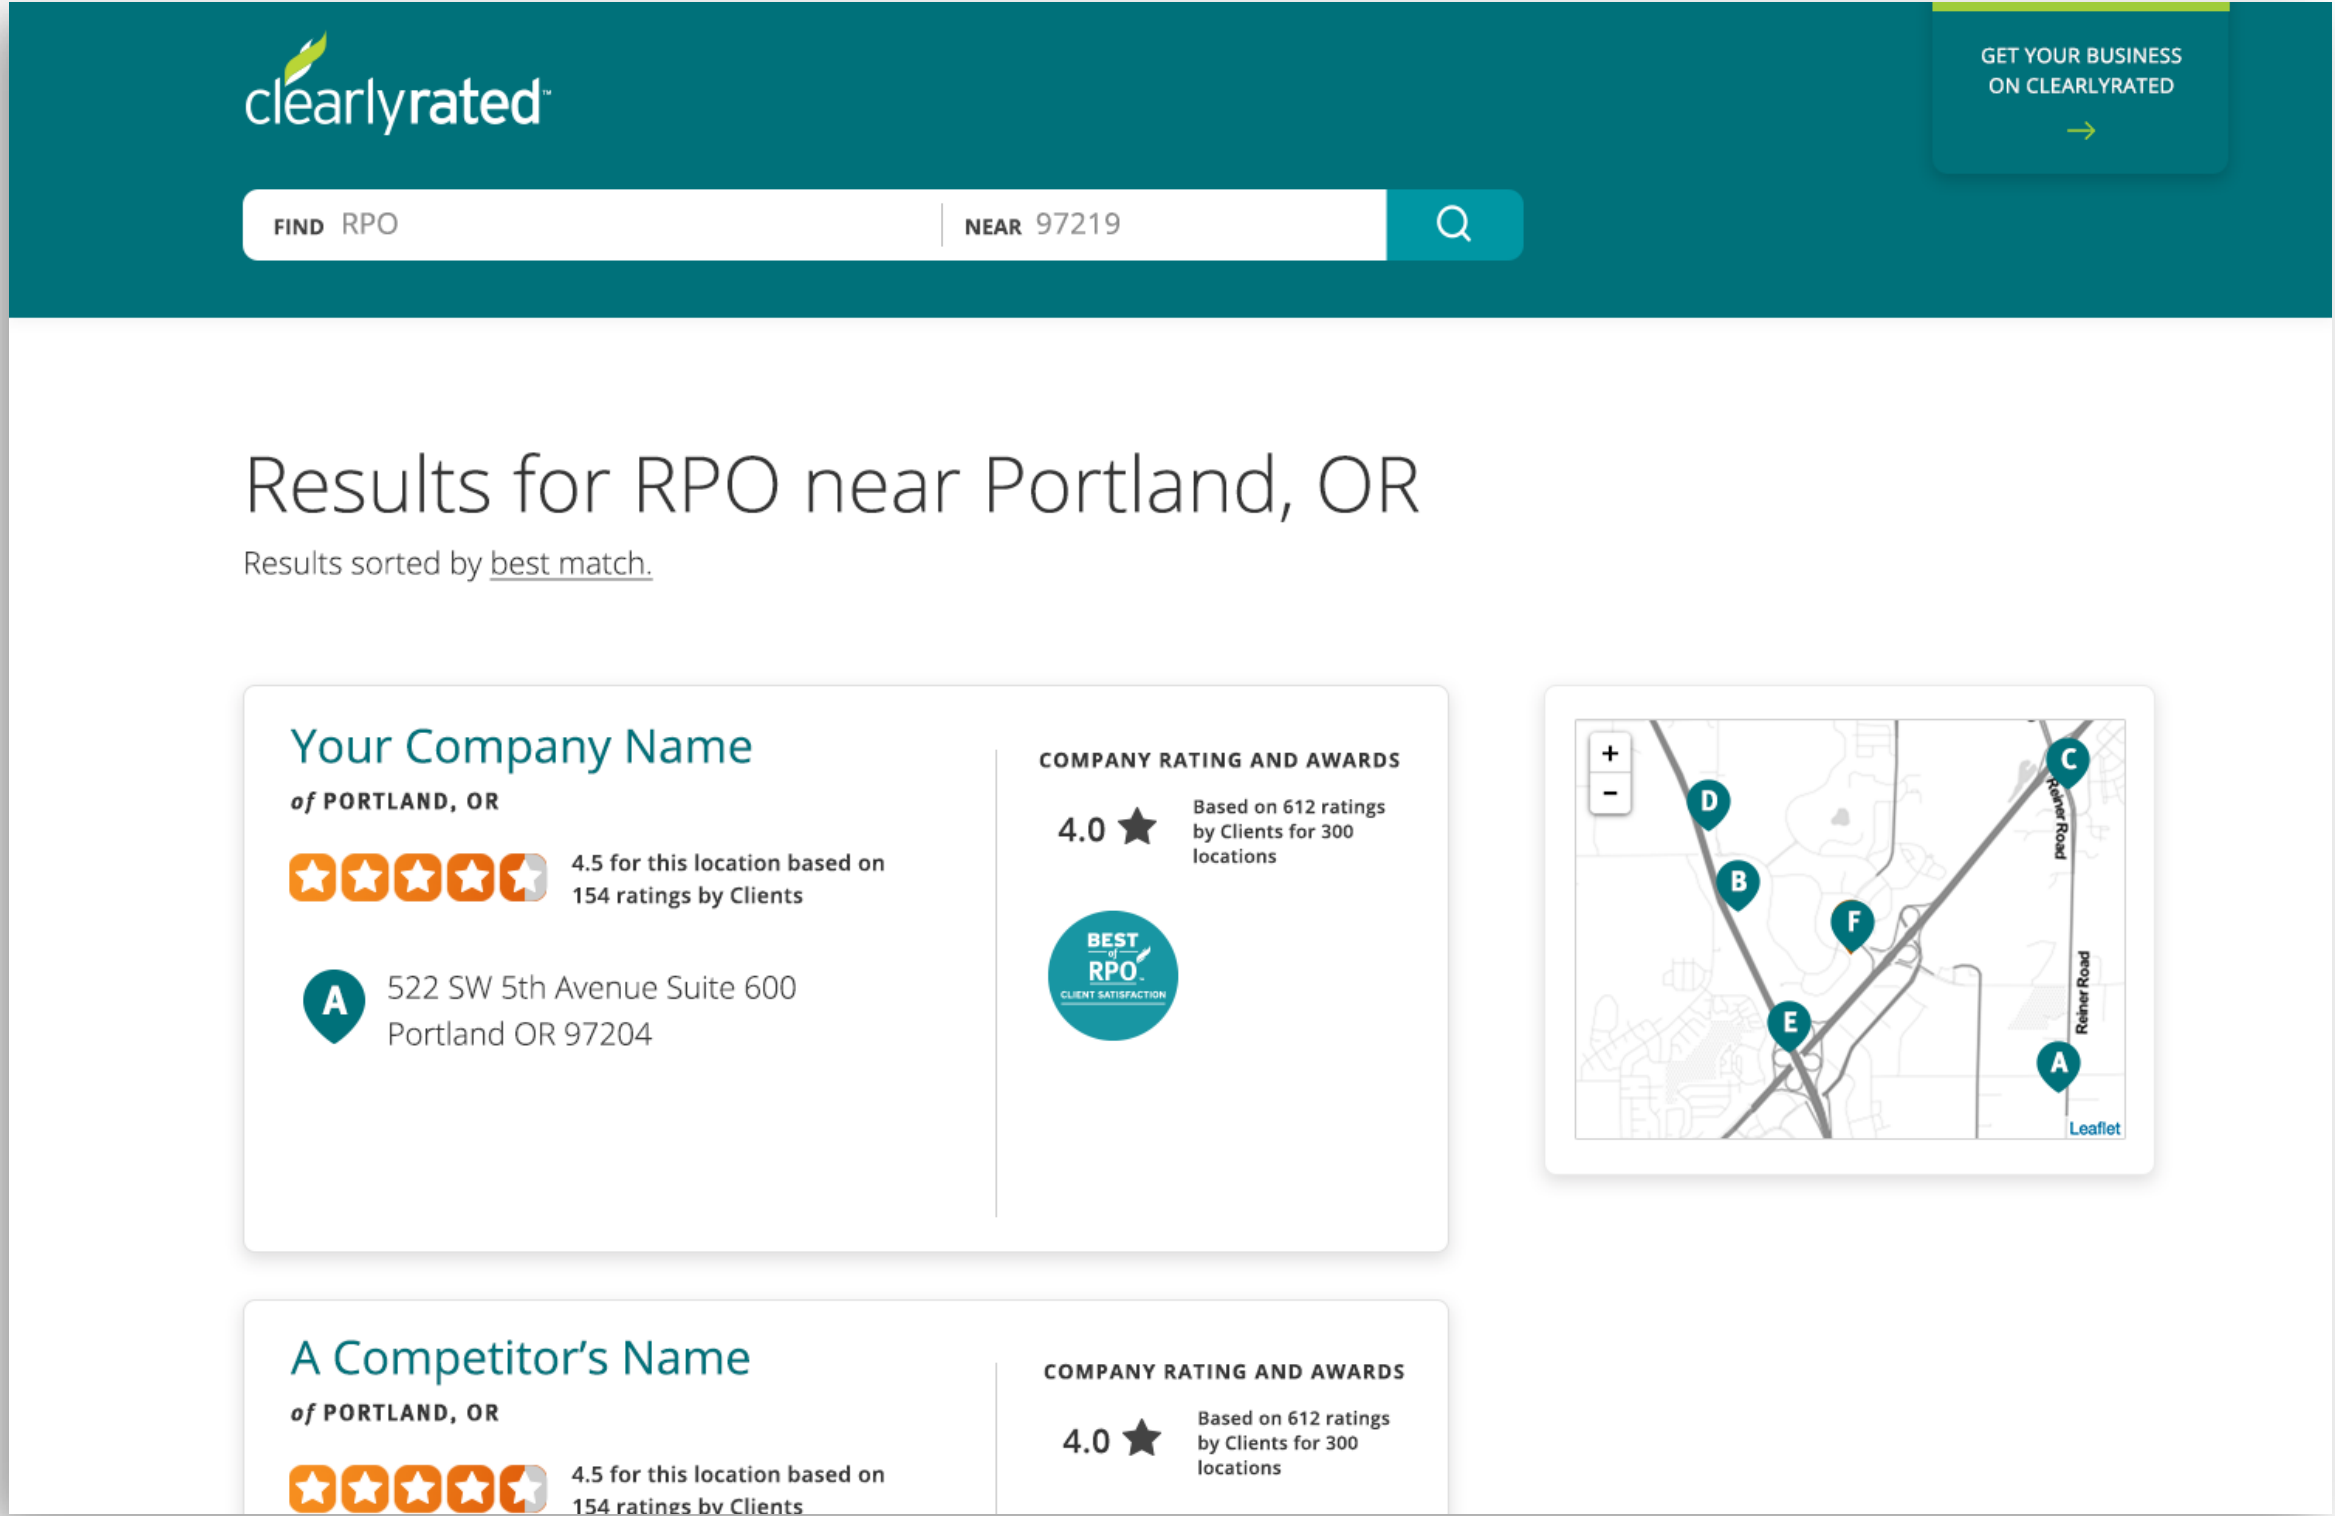 clearlyrated™
GET YOUR BUSINESS
ON CLEARLYRATED
FIND RPO
NEAR 97219
Results for RPO near Portland, OR
Results sorted by best match.
Your Company Name
of PORTLAND, OR
4.5 for this location based on
154 ratings by Clients
A
522 SW 5th Avenue Suite 600
Portland OR 97204
COMPANY RATING AND AWARDS
4.0
Based on 612 ratings
by Clients for 300
locations
BEST
of
RPO™
CLIENT SATISFACTION
+
−
C
D
B
F
E
A
Reiner Road
Reiner Road
Leaflet
A Competitor’s Name
of PORTLAND, OR
4.5 for this location based on
154 ratings by Clients
COMPANY RATING AND AWARDS
4.0
Based on 612 ratings
by Clients for 300
locations